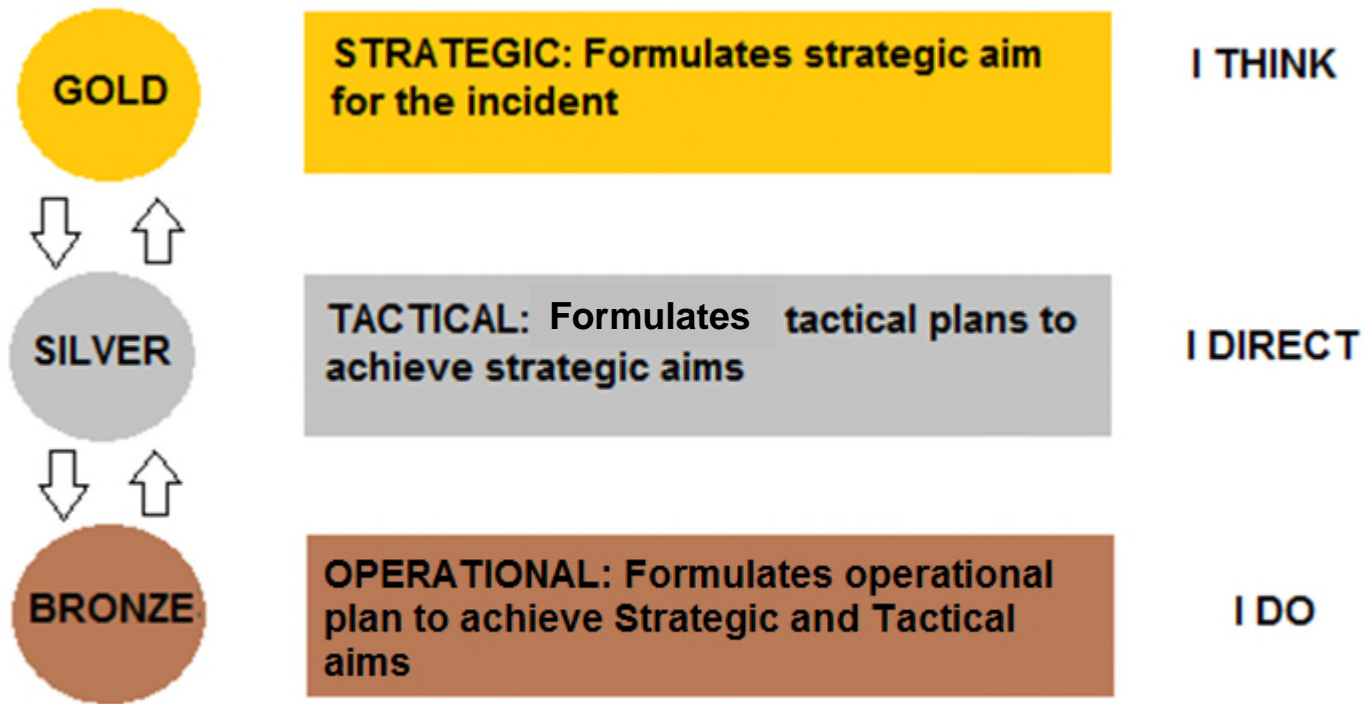 GOLD
STRATEGIC: Formulates strategic aim
for the incident
I THINK
SILVER
TACTICAL: Formulates tactical plans to
achieve strategic aims
I DIRECT
BRONZE
OPERATIONAL: Formulates operational
plan to achieve Strategic and Tactical
aims
I DO